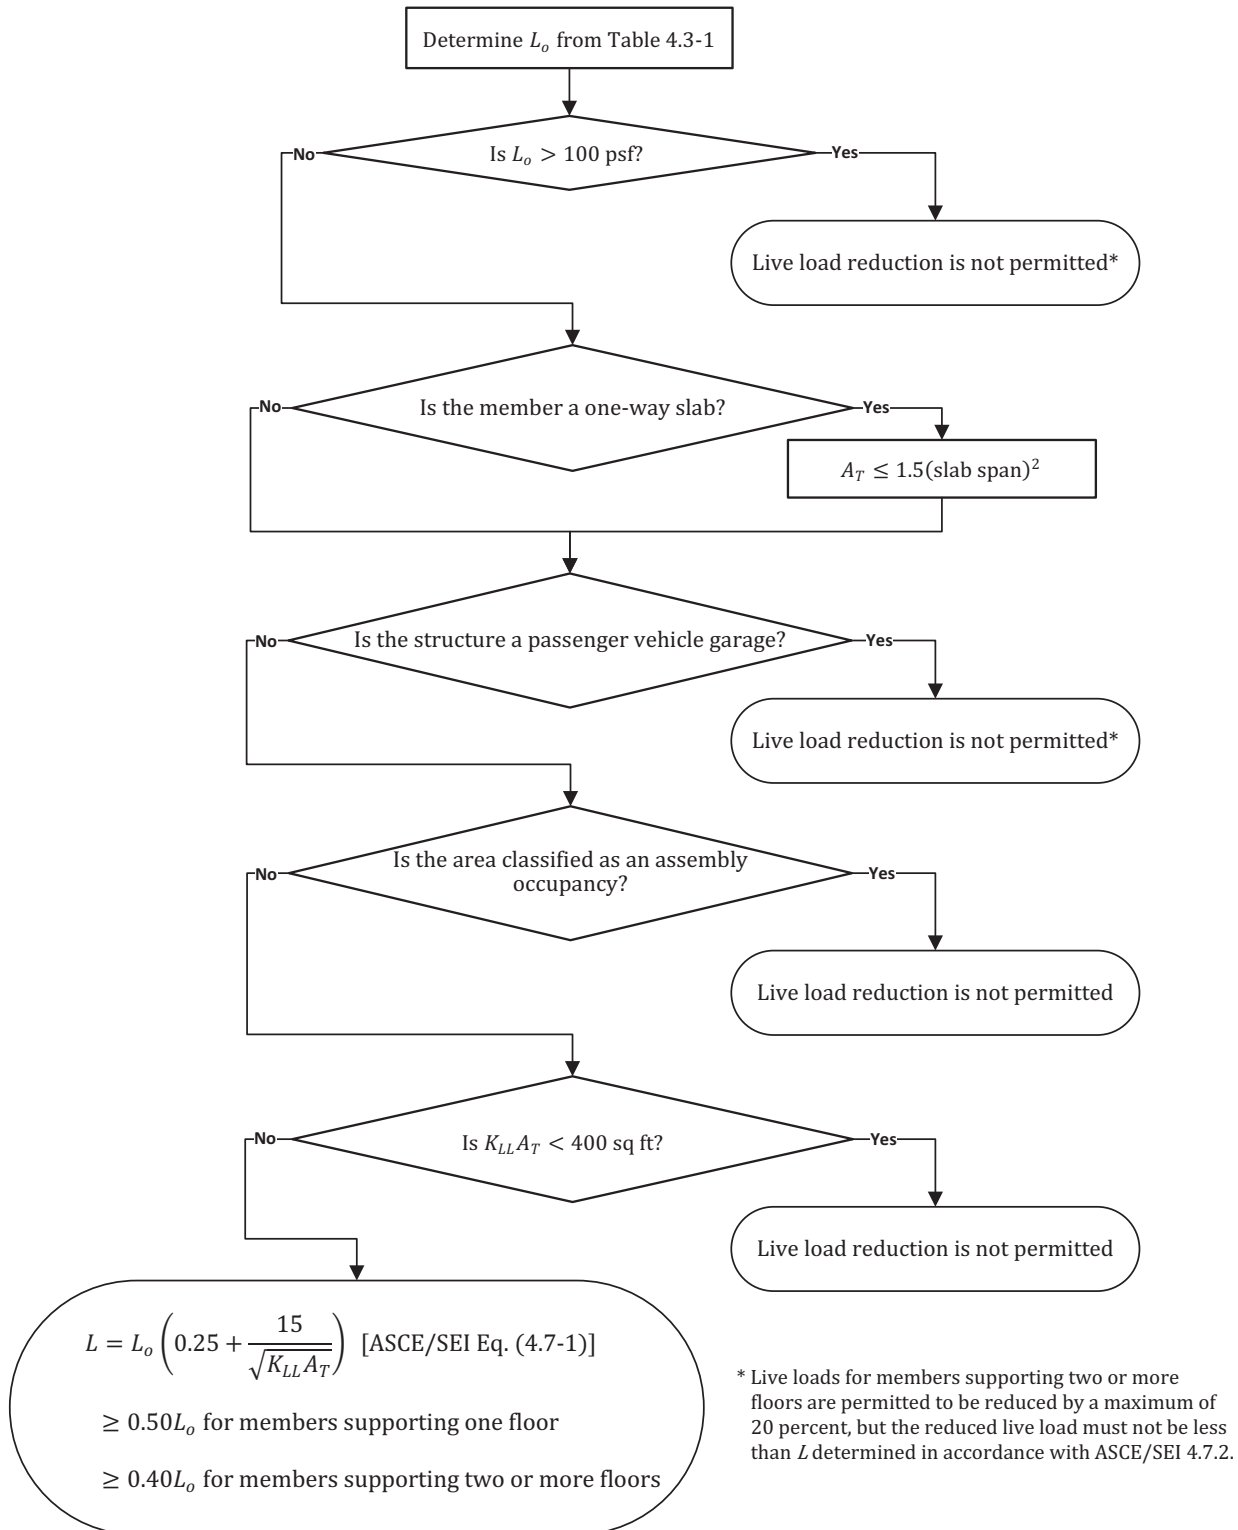 Determine Lₒ from Table 4.3-1
Is Lₒ > 100 psf?
No
Yes
Live load reduction is not permitted*
Is the member a one-way slab?
No
Yes
A_T ≤ 1.5(slab span)²
Is the structure a passenger vehicle garage?
No
Yes
Live load reduction is not permitted*
Is the area classified as an assembly
occupancy?
No
Yes
Live load reduction is not permitted
Is K_LL A_T < 400 sq ft?
No
Yes
Live load reduction is not permitted
L = Lₒ (0.25 + 15/√(K_LL A_T)) [ASCE/SEI Eq. (4.7-1)]
≥ 0.50Lₒ for members supporting one floor
≥ 0.40Lₒ for members supporting two or more floors
* Live loads for members supporting two or more
floors are permitted to be reduced by a maximum of
20 percent, but the reduced live load must not be less
than L determined in accordance with ASCE/SEI 4.7.2.